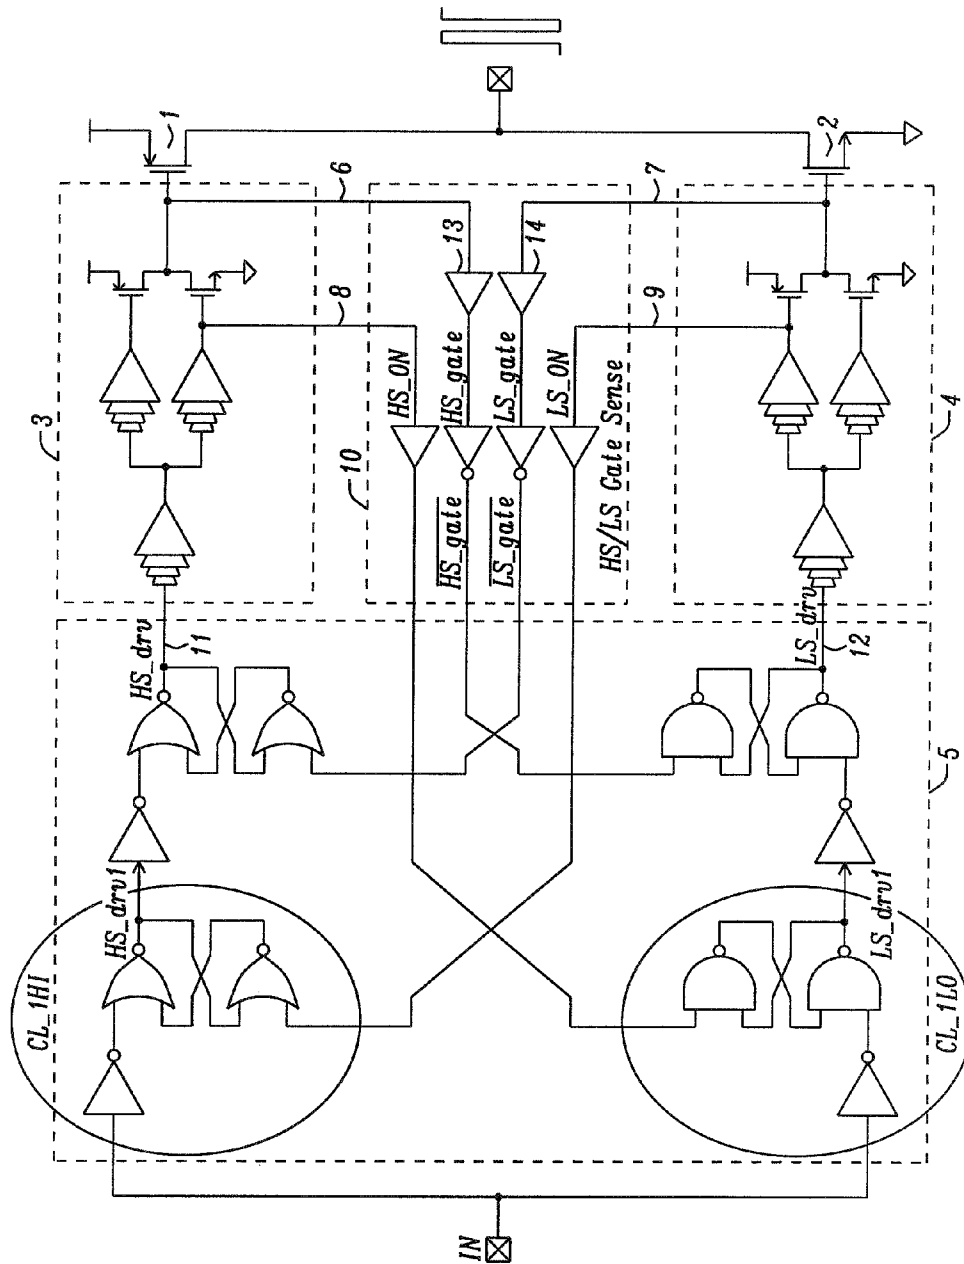 1
2
3
6
7
13
14
8
9
HS_ON
HS_gate
LS_gate
LS_ON
10
HS_gate
LS_gate
HS/LS Gate Sense
4
HS_drv
11
LS_drv
12
5
HS_drv1
LS_drv1
CL_1HI
CL_1LO
IN